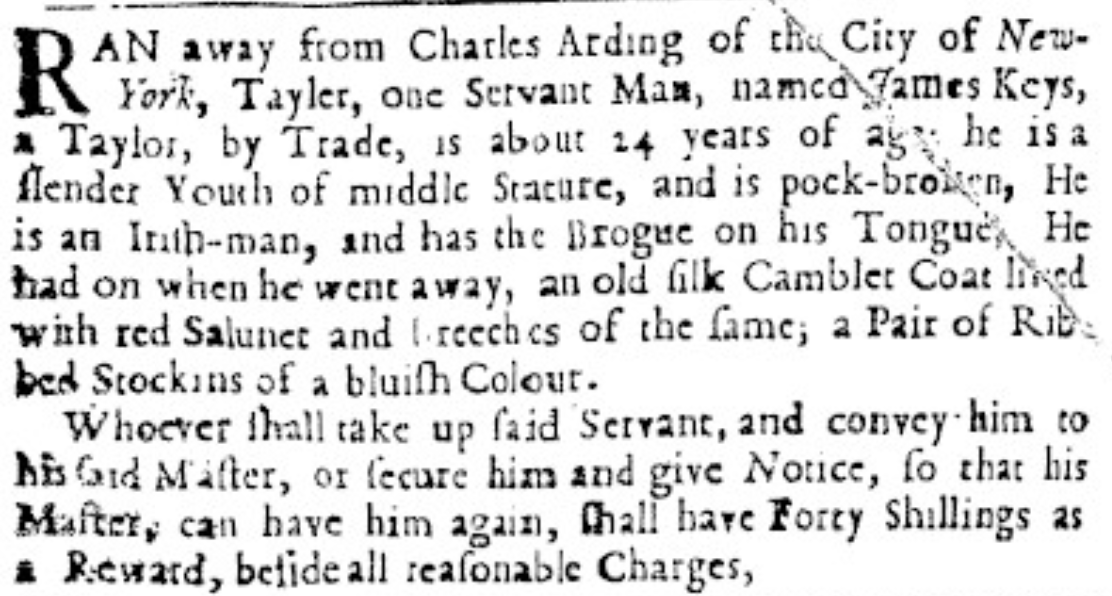 RAN away from Charles Arding of the City of New-
York, Tayler, one Servant Man, named James Keys,
a Taylor, by Trade, is about 24 years of age: he is a
ſlender Youth of middle Stature, and is pock-broken, He
is an Iriſh-man, and has the Brogue on his Tongue, He
had on when he went away, an old ſilk Camblet Coat lined
with red Salunet and Breeches of the ſame; a Pair of Rib-
bed Stockins of a bluiſh Colour.
Whoever ſhall take up ſaid Servant, and convey him to
his ſaid Maſter, or ſecure him and give Notice, ſo that his
Maſter, can have him again, ſhall have Forty Shillings as
a Reward, beſide all reaſonable Charges,